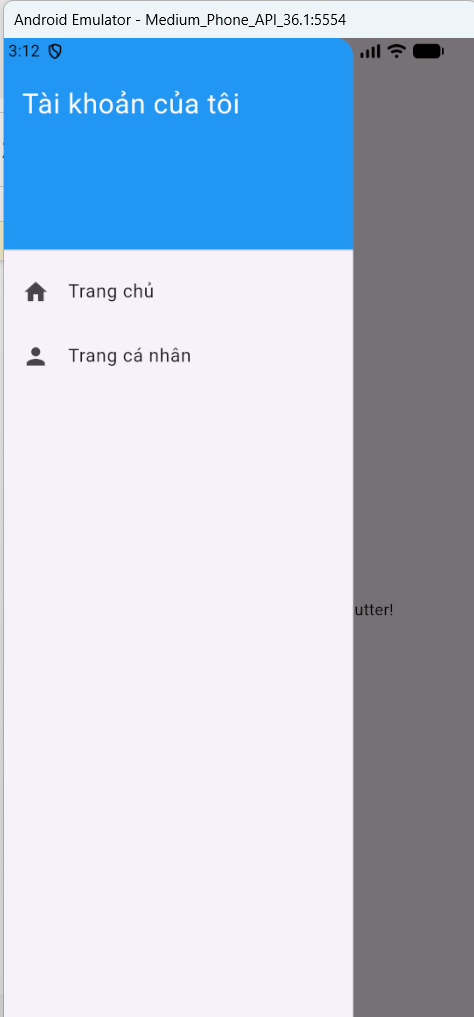 Android Emulator - Medium_Phone_API_36.1:5554
3:12
Tài khoản của tôi
Trang chủ
Trang cá nhân
utter!